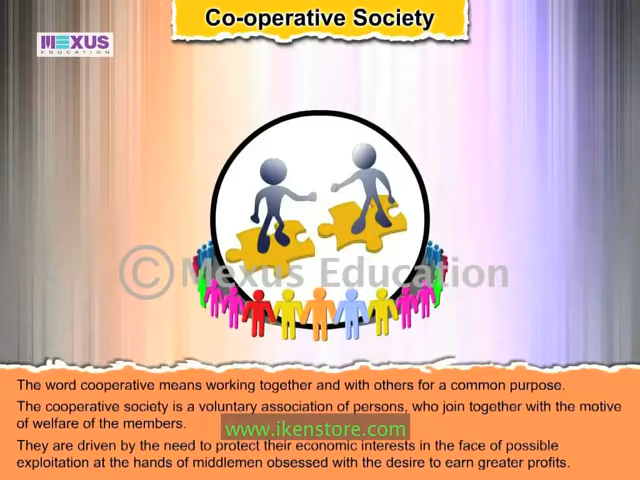 Co-operative Society
MEXUS
EDUCATION
© Mexus Education
The word cooperative means working together and with others for a common purpose.
The cooperative society is a voluntary association of persons, who join together with the motive
of welfare of the members.
www.ikenstore.com
They are driven by the need to protect their economic interests in the face of possible
exploitation at the hands of middlemen obsessed with the desire to earn greater profits.